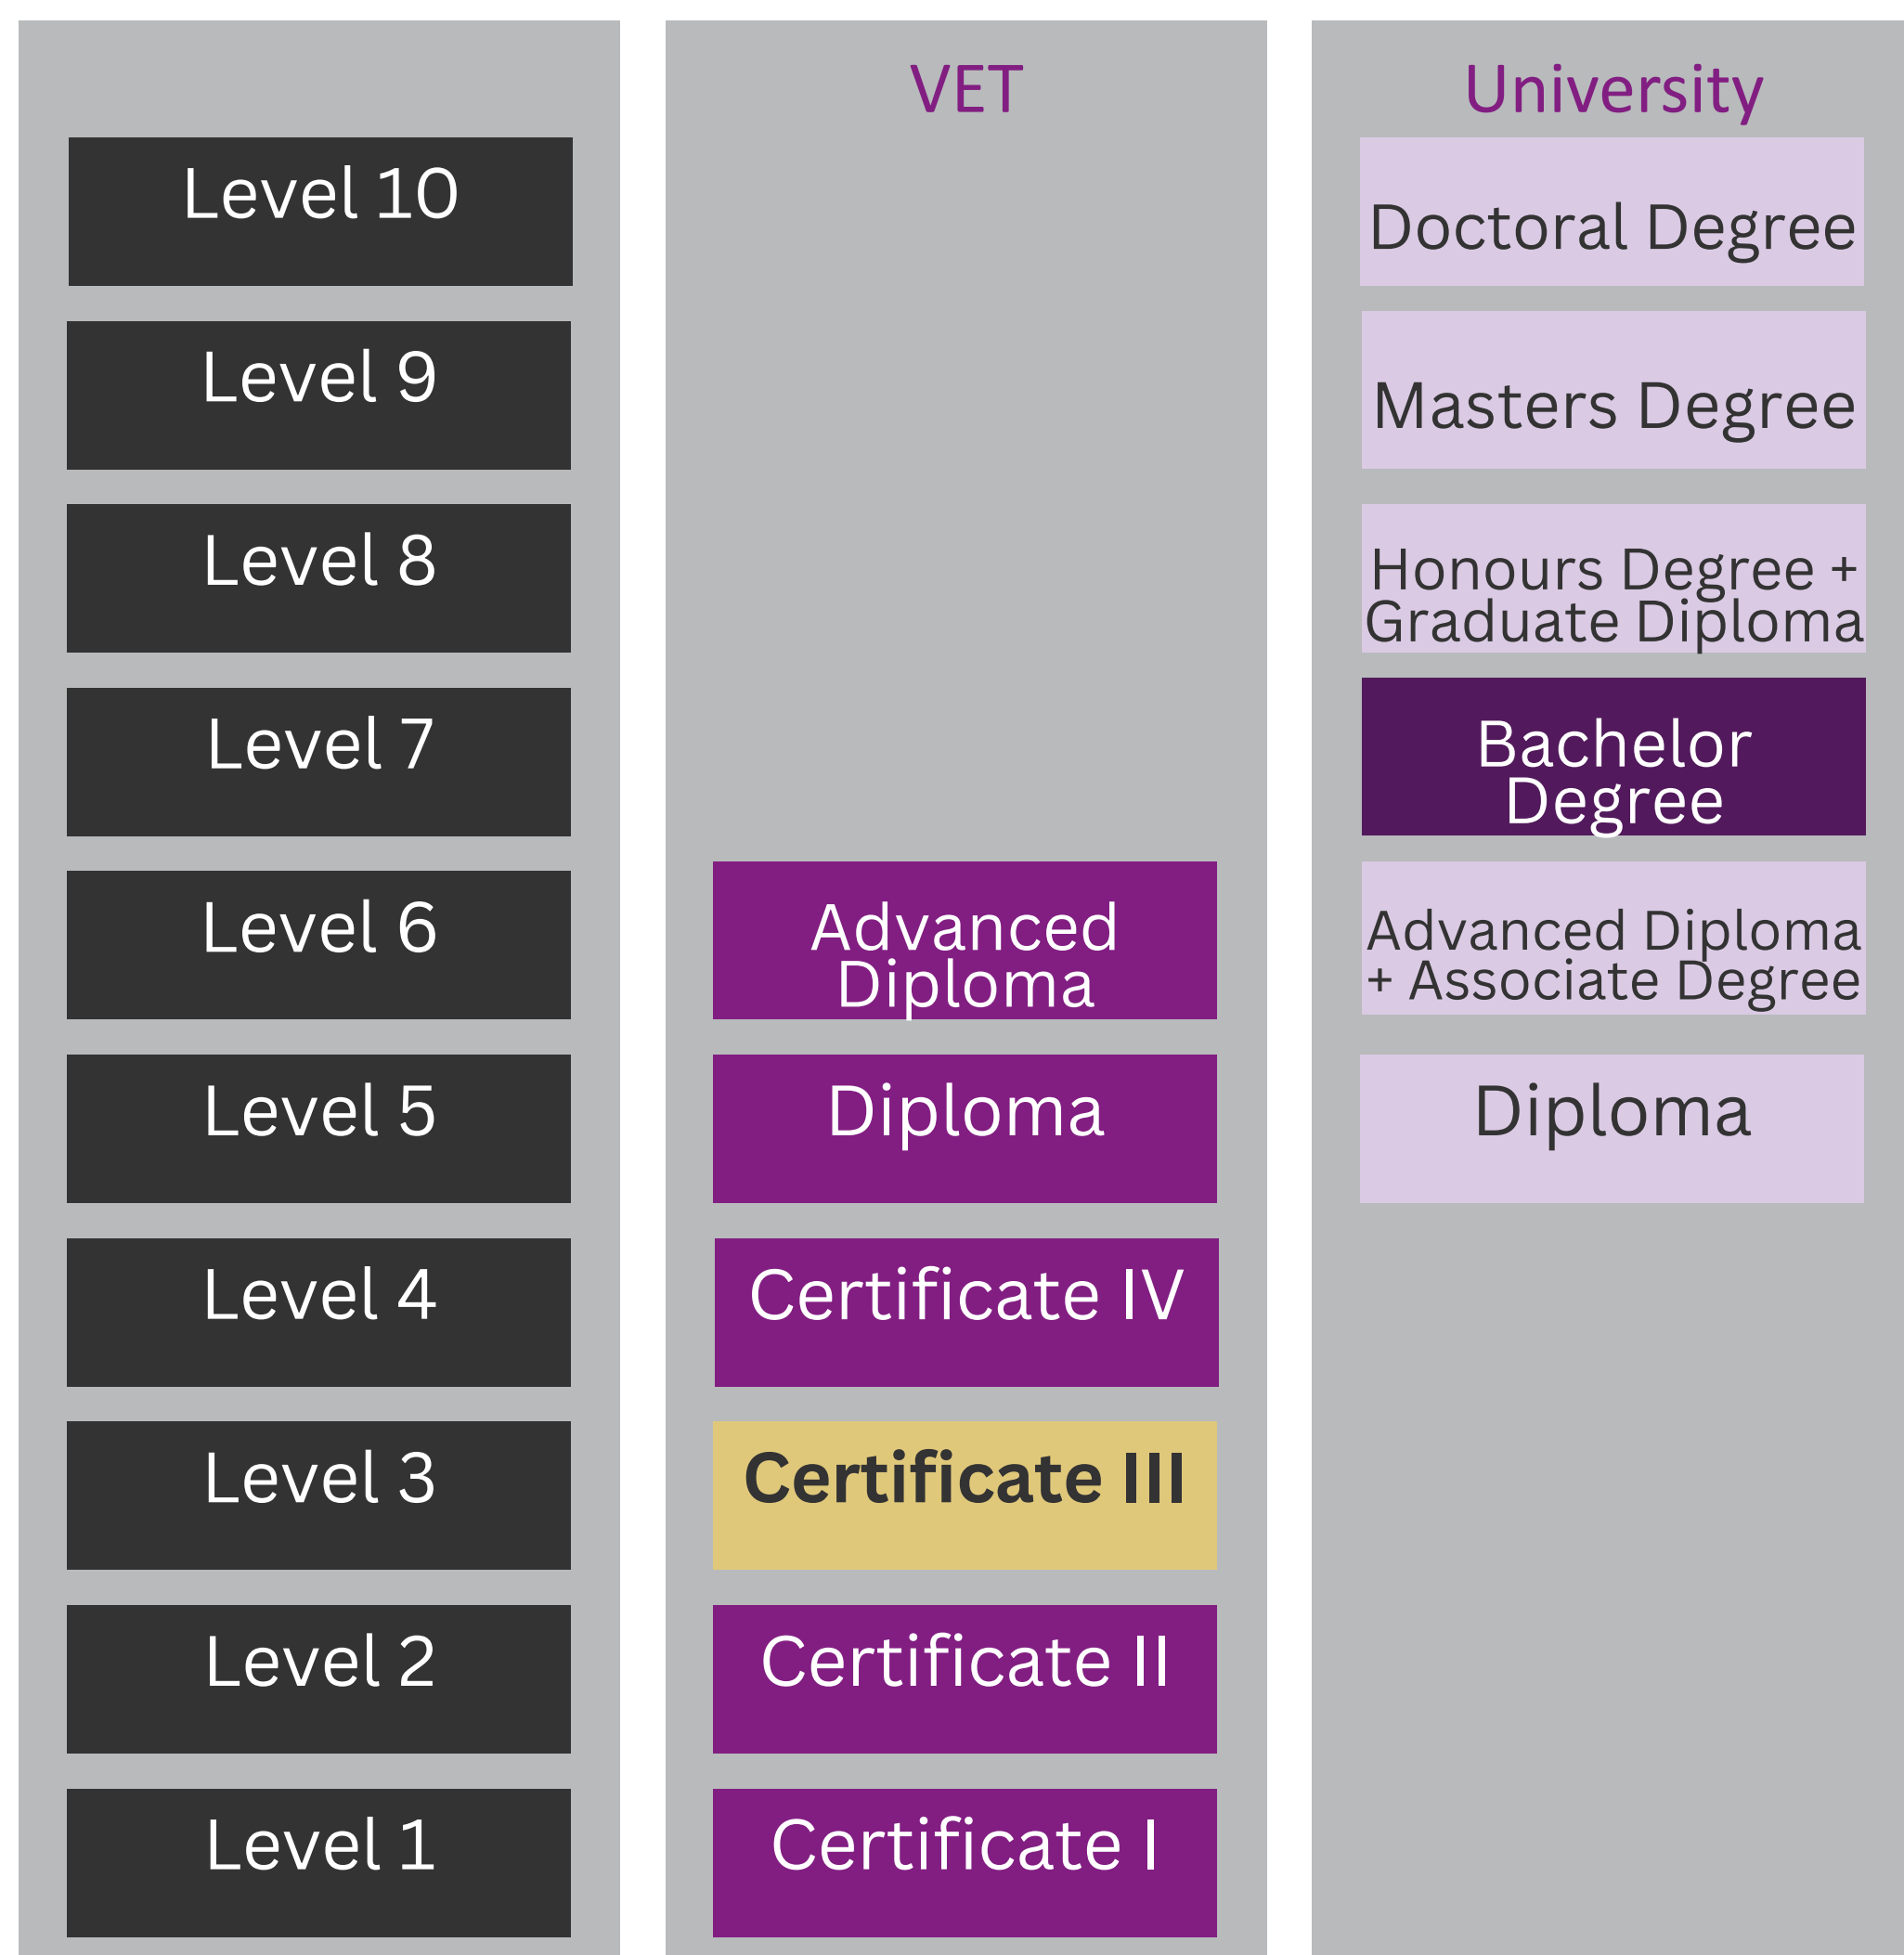 VET
University
Level 10
Doctoral Degree
Level 9
Masters Degree
Level 8
Honours Degree +
Graduate Diploma
Level 7
Bachelor
Degree
Level 6
Advanced
Diploma
Advanced Diploma
+ Associate Degree
Level 5
Diploma
Diploma
Level 4
Certificate IV
Level 3
Certificate III
Level 2
Certificate II
Level 1
Certificate I